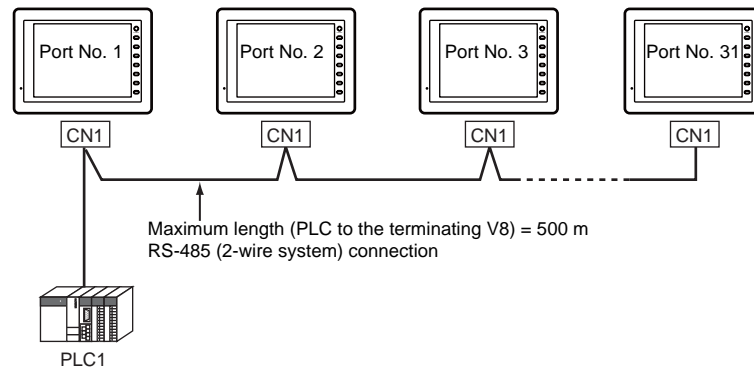 Port No. 1
Port No. 2
Port No. 3
Port No. 31
CN1
CN1
CN1
CN1
Maximum length (PLC to the terminating V8) = 500 m
RS-485 (2-wire system) connection
PLC1